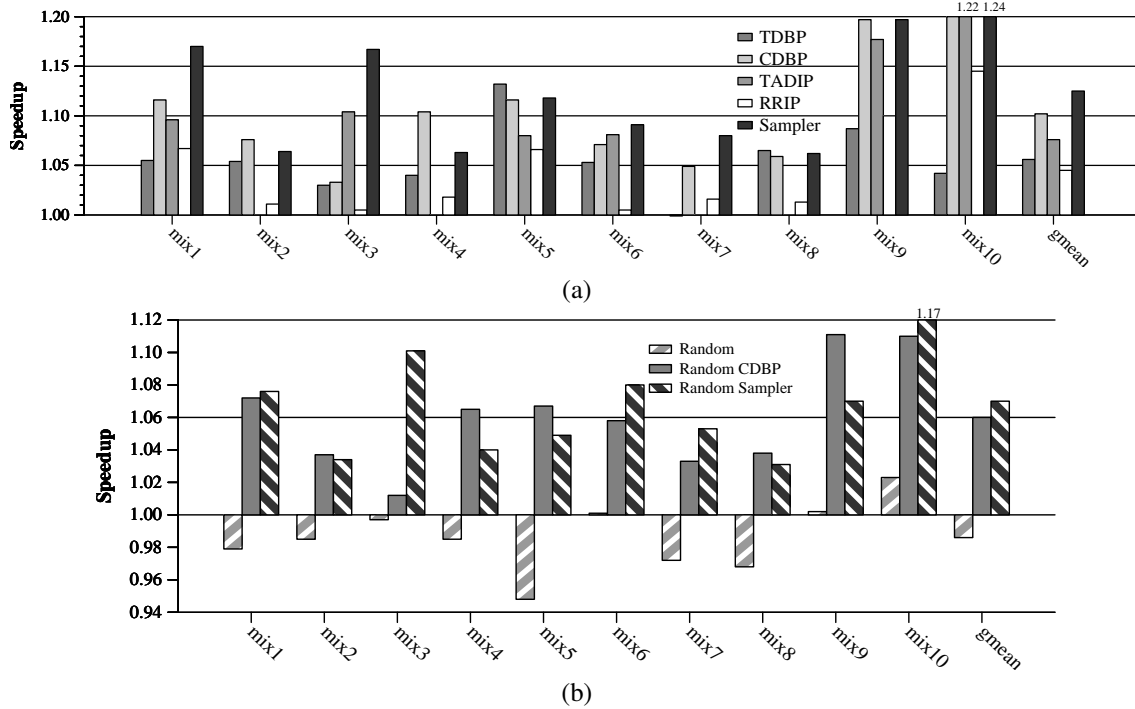 1.22 1.24
1.20
1.15
1.10
1.05
1.00
Speedup
TDBP
CDBP
TADIP
RRIP
Sampler
mix1 mix2 mix3 mix4 mix5 mix6 mix7 mix8 mix9 mix10 gmean
(a)
1.17
1.12
1.10
1.08
1.06
1.04
1.02
1.00
0.98
0.96
0.94
Speedup
Random
Random CDBP
Random Sampler
mix1 mix2 mix3 mix4 mix5 mix6 mix7 mix8 mix9 mix10 gmean
(b)